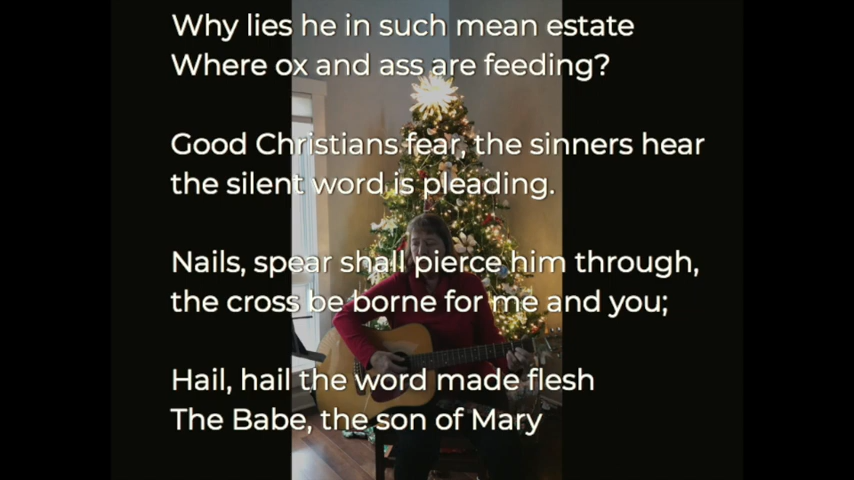 Why lies he in such mean estate
Where ox and ass are feeding?
Good Christians fear, the sinners hear
the silent word is pleading.
Nails, spear shall pierce him through,
the cross be borne for me and you;
Hail, hail the word made flesh
The Babe, the son of Mary